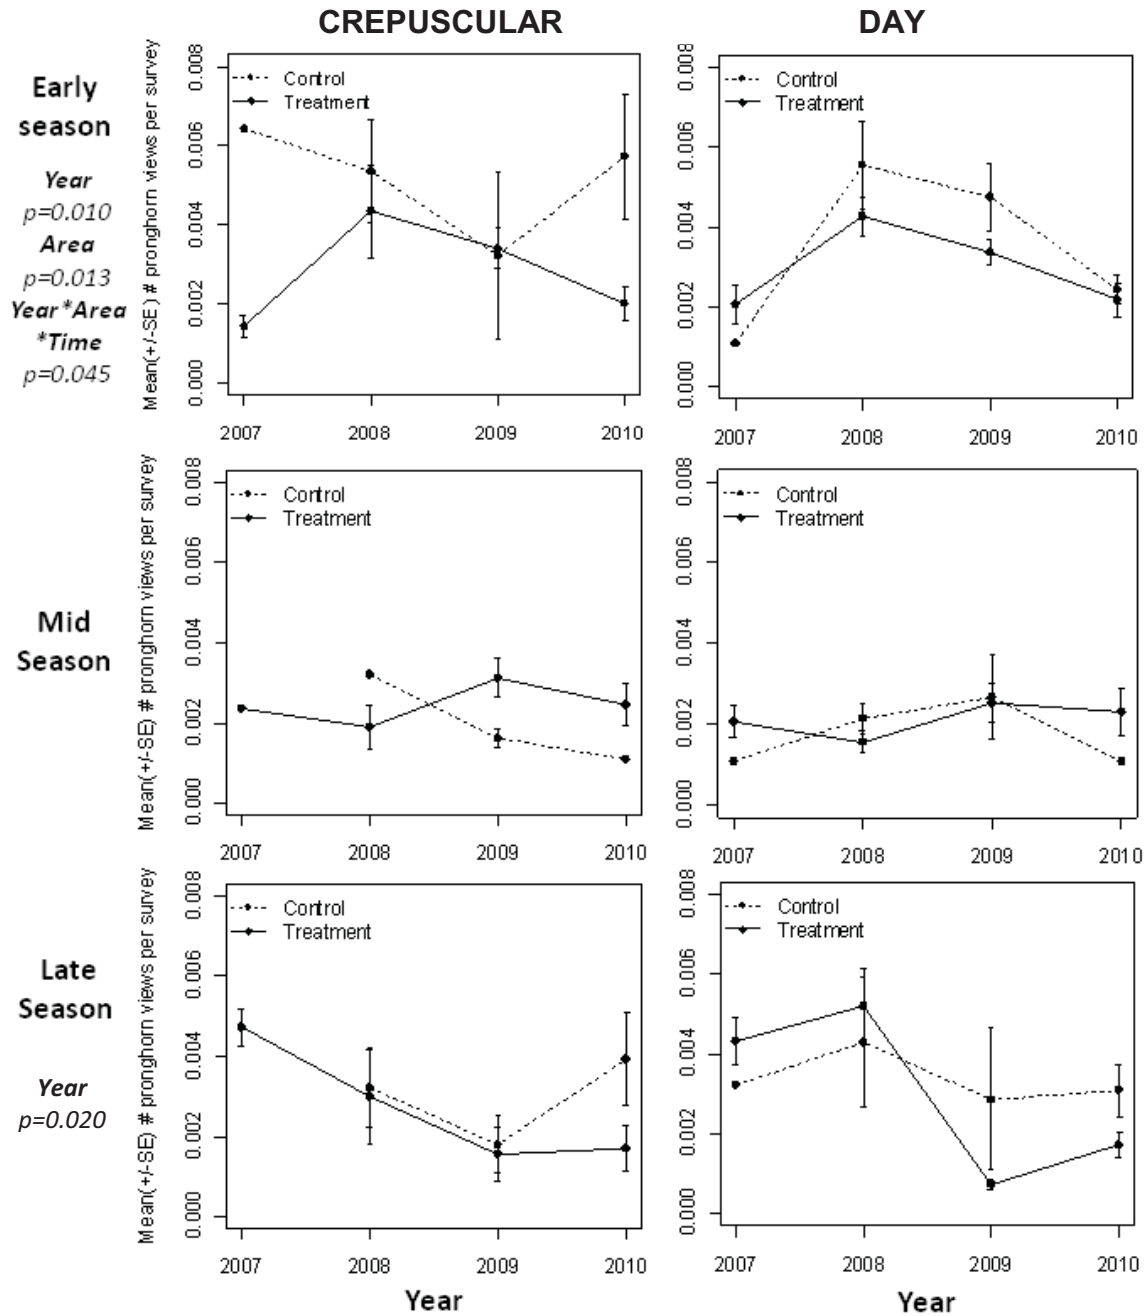 CREPUSCULAR
DAY
Early
season
Year
p=0.010
Area
p=0.013
Year*Area
*Time
p=0.045
Mean(+/-SE) # pronghorn views per survey
0.008
0.006
0.004
0.002
0.000
Control
Treatment
2007 2008 2009 2010
0.008
0.006
0.004
0.002
0.000
Control
Treatment
2007 2008 2009 2010
Mid
Season
Mean(+/-SE) # pronghorn views per survey
0.008
0.006
0.004
0.002
0.000
Control
Treatment
2007 2008 2009 2010
0.008
0.006
0.004
0.002
0.000
Control
Treatment
2007 2008 2009 2010
Late
Season
Year
p=0.020
Mean(+/-SE) # pronghorn views per survey
0.008
0.006
0.004
0.002
0.000
Control
Treatment
2007 2008 2009 2010
Year
0.008
0.006
0.004
0.002
0.000
Control
Treatment
2007 2008 2009 2010
Year